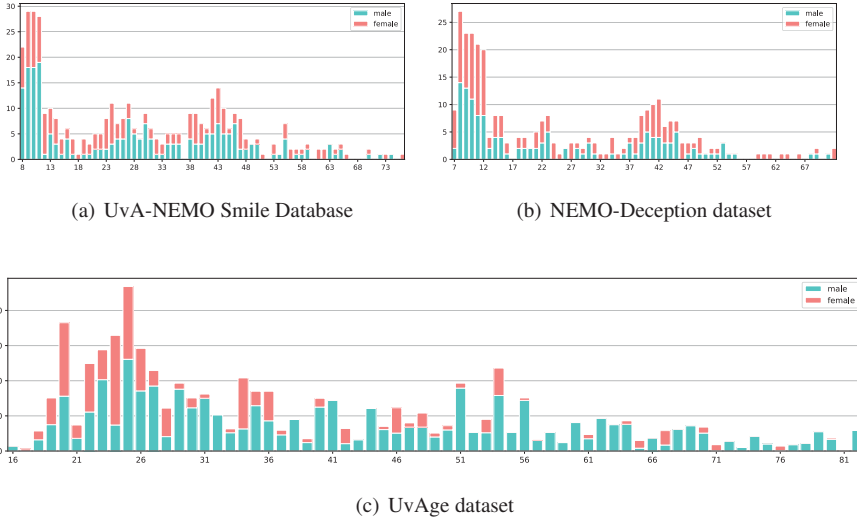 30
25
20
15
10
5
0
8 13 18 23 28 33 38 43 48 53 58 63 68 73
male
female
(a) UvA-NEMO Smile Database
25
20
15
10
5
0
7 12 17 22 27 32 37 42 47 52 57 62 67
male
female
(b) NEMO-Deception dataset
16 21 26 31 36 41 46 51 56 61 66 71 76 81
male
female
(c) UvAge dataset